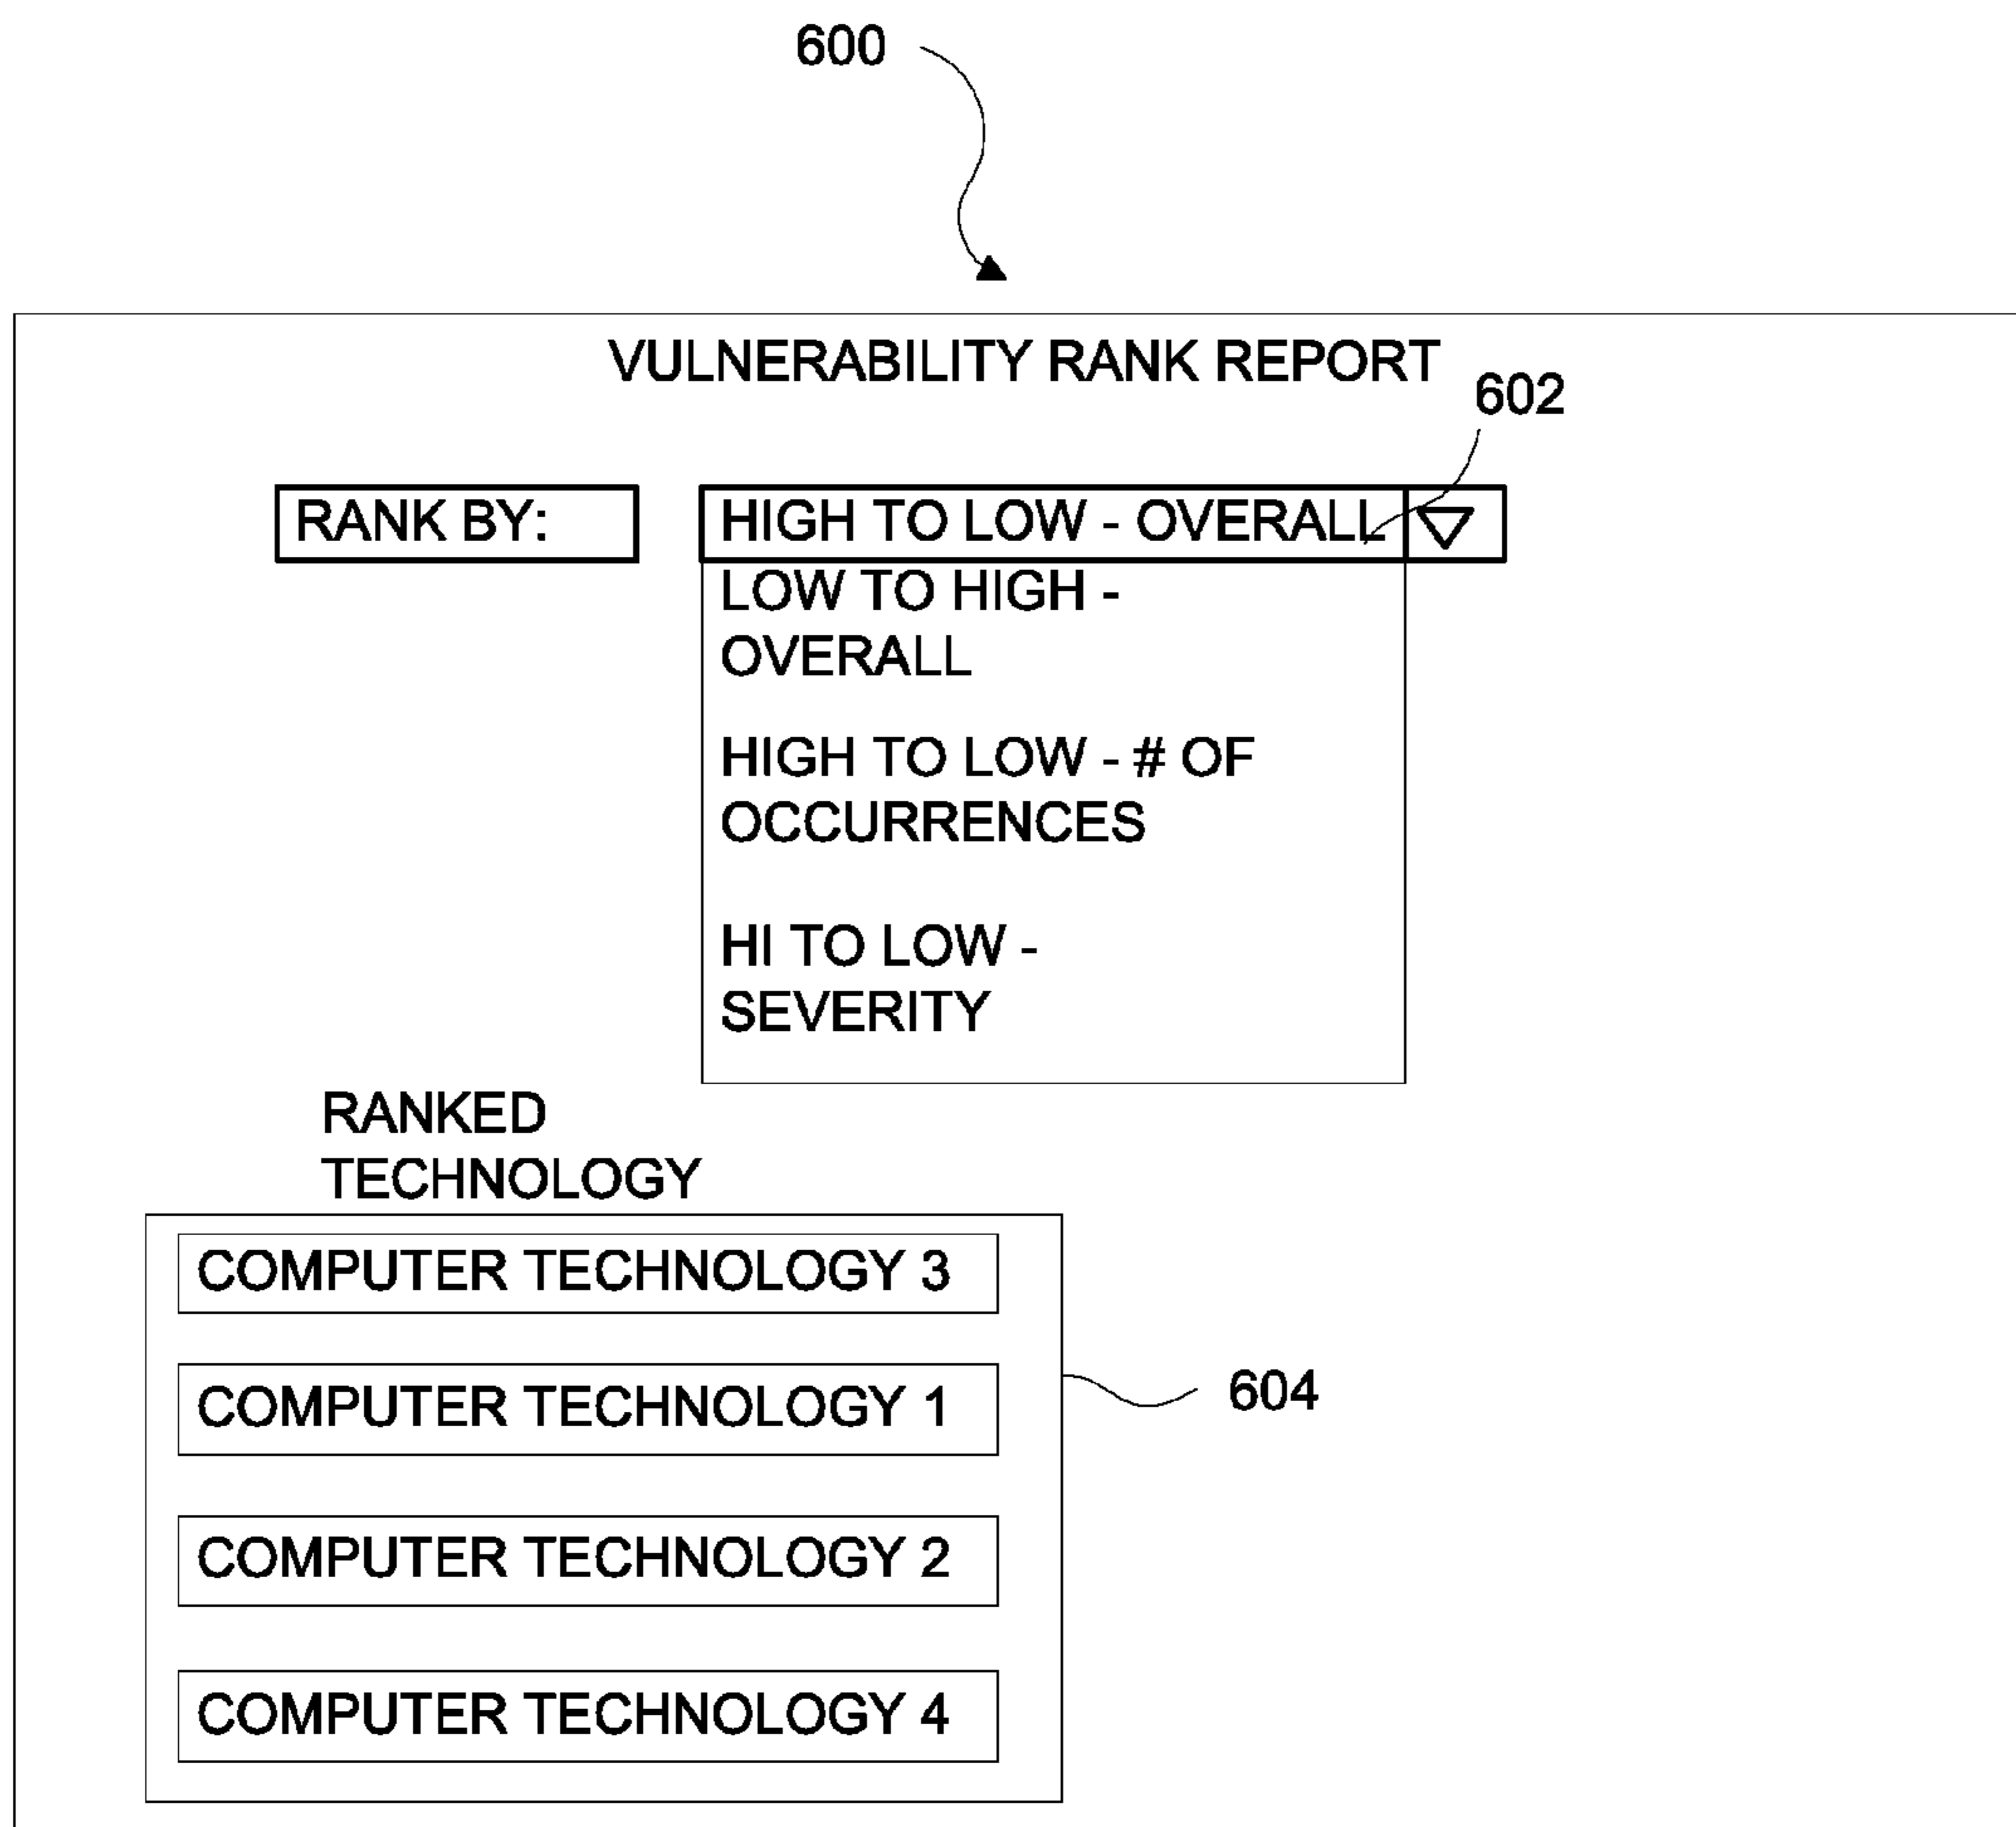 600
VULNERABILITY RANK REPORT
602
RANK BY:
HIGH TO LOW - OVERALL
LOW TO HIGH -
OVERALL
HIGH TO LOW - # OF
OCCURRENCES
HI TO LOW -
SEVERITY
RANKED
TECHNOLOGY
COMPUTER TECHNOLOGY 3
COMPUTER TECHNOLOGY 1
604
COMPUTER TECHNOLOGY 2
COMPUTER TECHNOLOGY 4